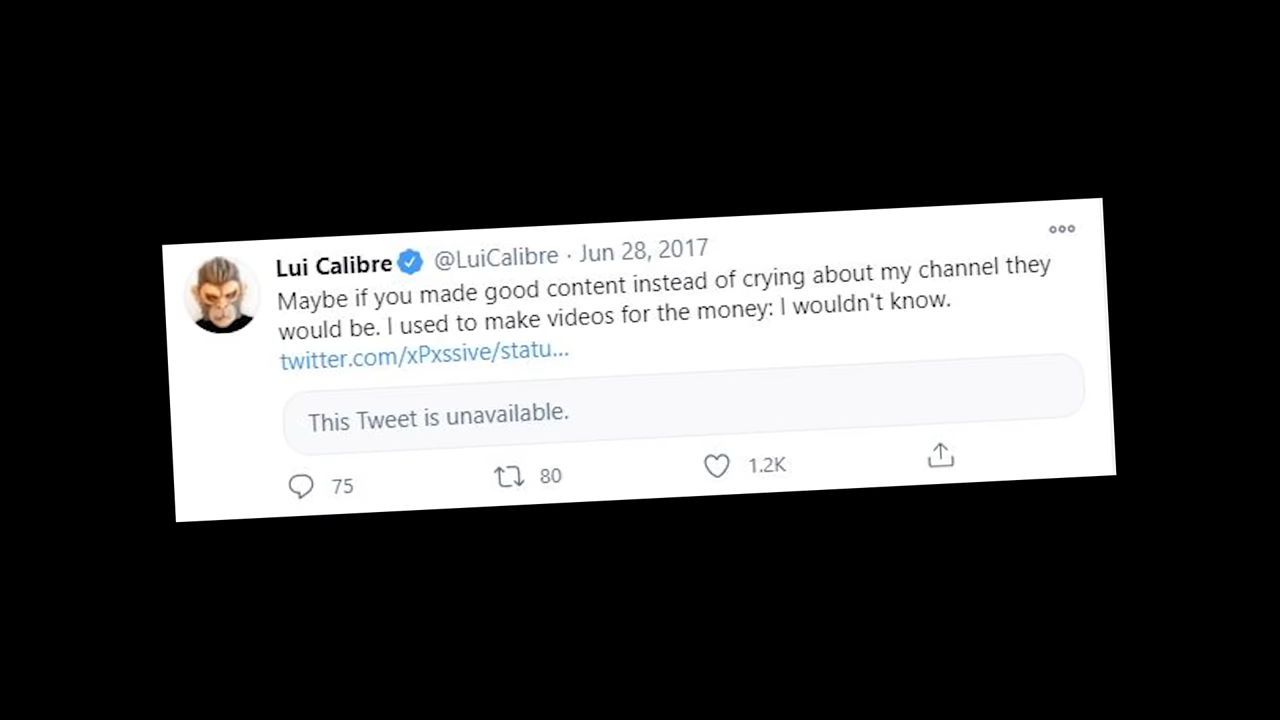 Lui Calibre @LuiCalibre · Jun 28, 2017
Maybe if you made good content instead of crying about my channel they
would be. I used to make videos for the money: I wouldn't know.
twitter.com/xPxssive/statu...
This Tweet is unavailable.
75 80 1.2K